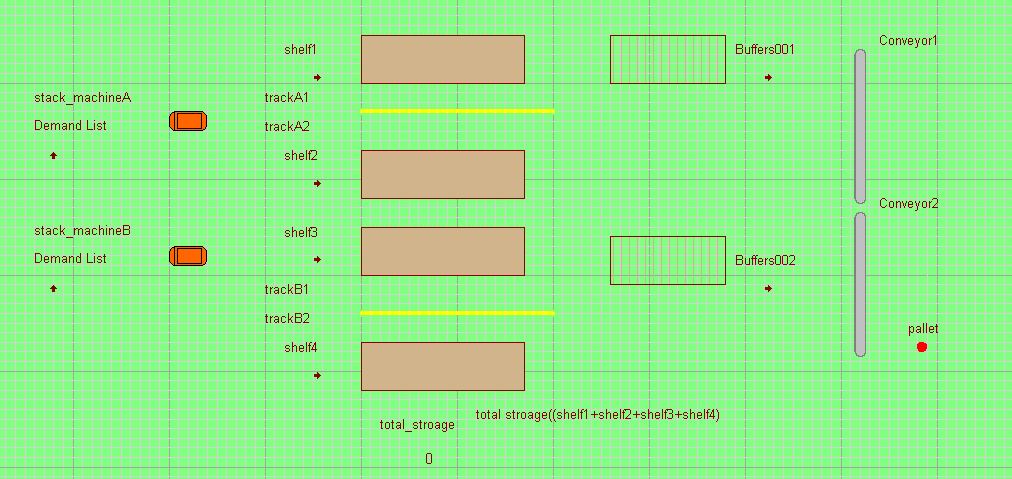 Conveyor1
shelf1
Buffers001
stack_machineA
trackA1
Demand List
trackA2
shelf2
Conveyor2
stack_machineB
shelf3
Demand List
Buffers002
trackB1
trackB2
pallet
shelf4
total stroage((shelf1+shelf2+shelf3+shelf4)
total_stroage
0